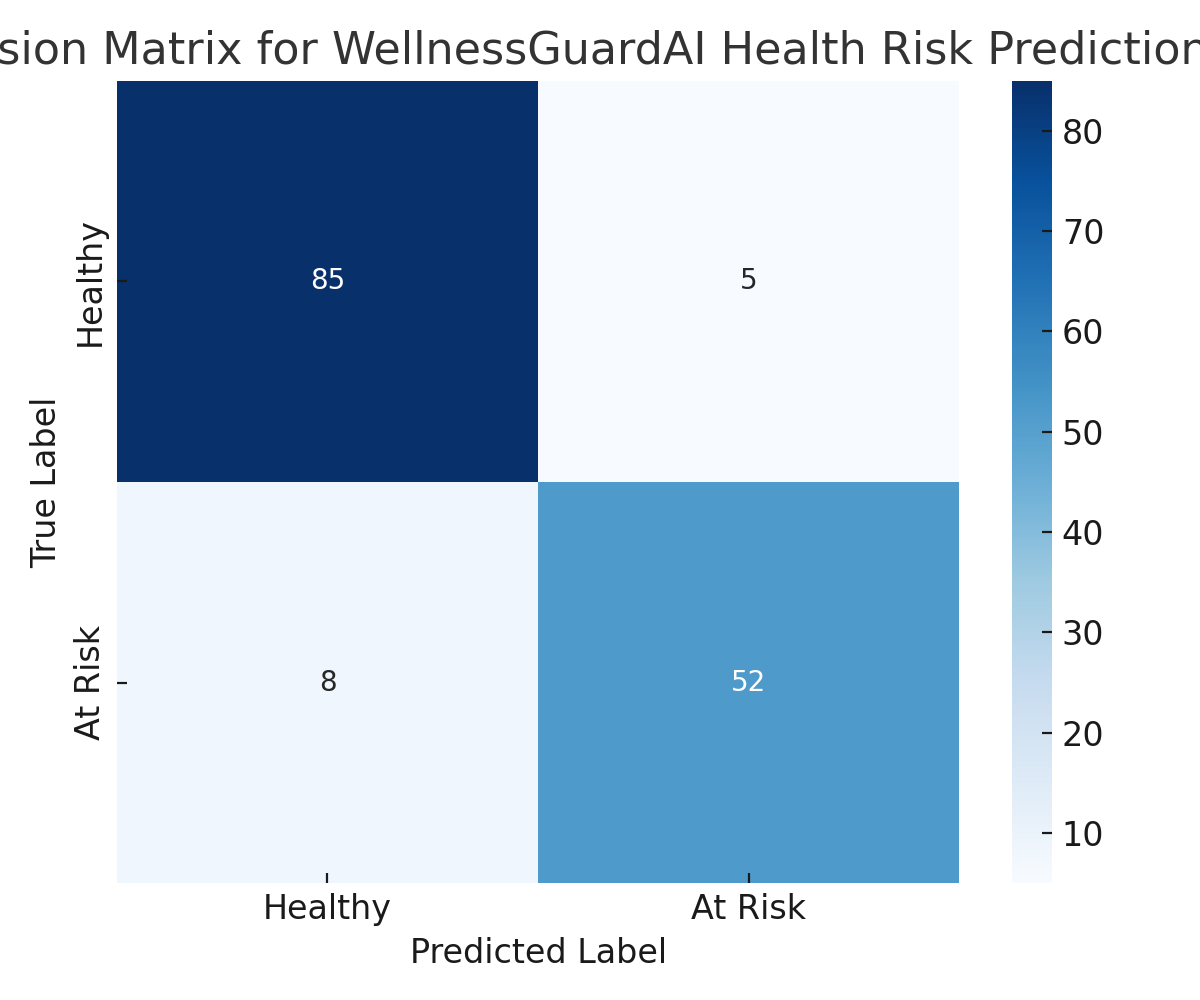 sion Matrix for WellnessGuardAI Health Risk Prediction
Healthy
At Risk
True Label
85
5
8
52
Healthy
At Risk
Predicted Label
80
70
60
50
40
30
20
10